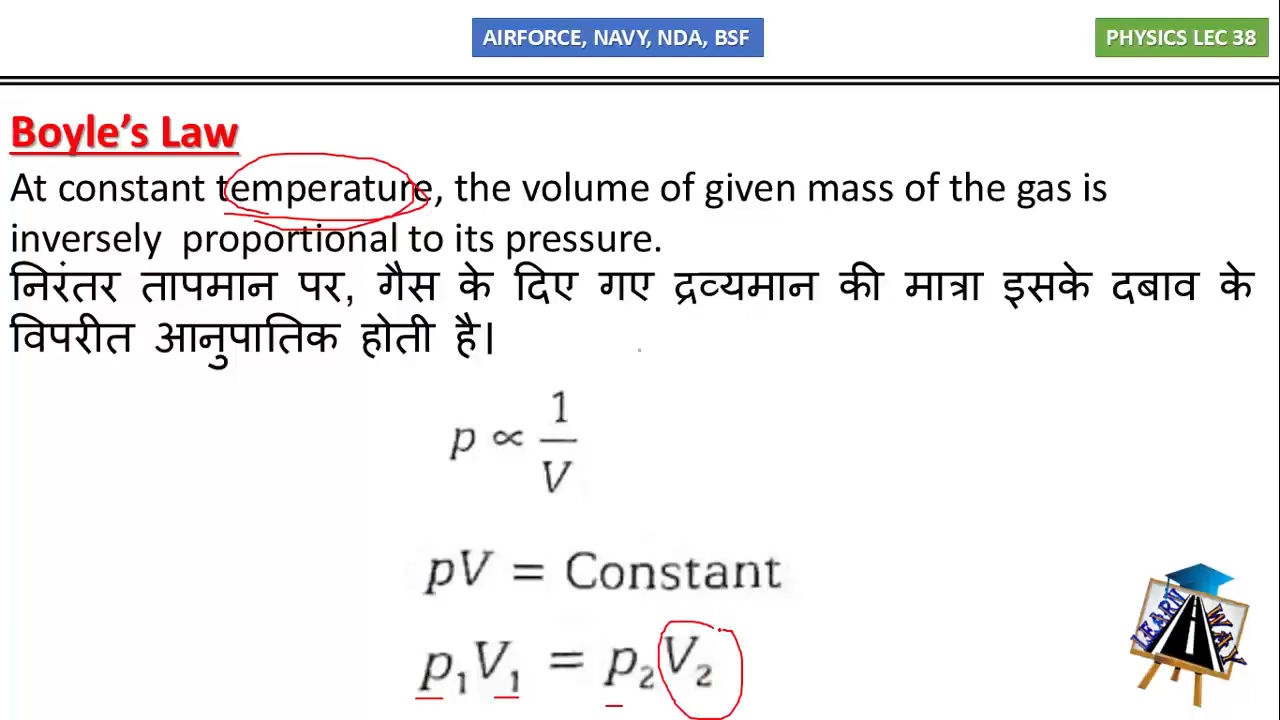 AIRFORCE, NAVY, NDA, BSF
PHYSICS LEC 38
Boyle's Law
At constant temperature, the volume of given mass of the gas is
inversely proportional to its pressure.
निरंतर तापमान पर, गैस के दिए गए द्रव्यमान की मात्रा इसके दबाव के
विपरीत आनुपातिक होती है।
p ∝ 1/V
pV = Constant
p₁V₁ = p₂V₂
LEARN WAY